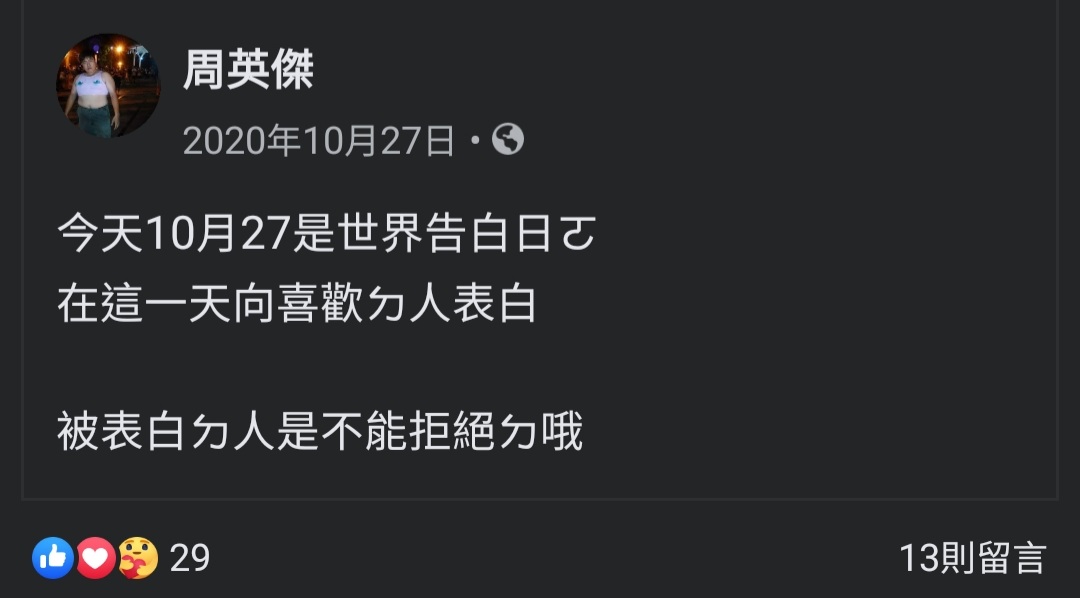 周英傑
2020年10月27日 ·
今天10月27是世界告白日ㄛ
在這一天向喜歡ㄉ人表白
被表白ㄉ人是不能拒絕ㄉ哦
29
13則留言